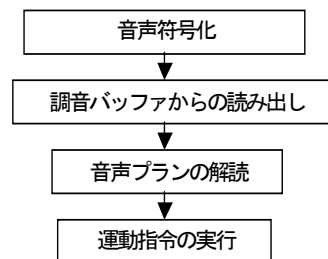 音声符号化
調音バッファからの読み出し
音声プランの解読
運動指令の実行